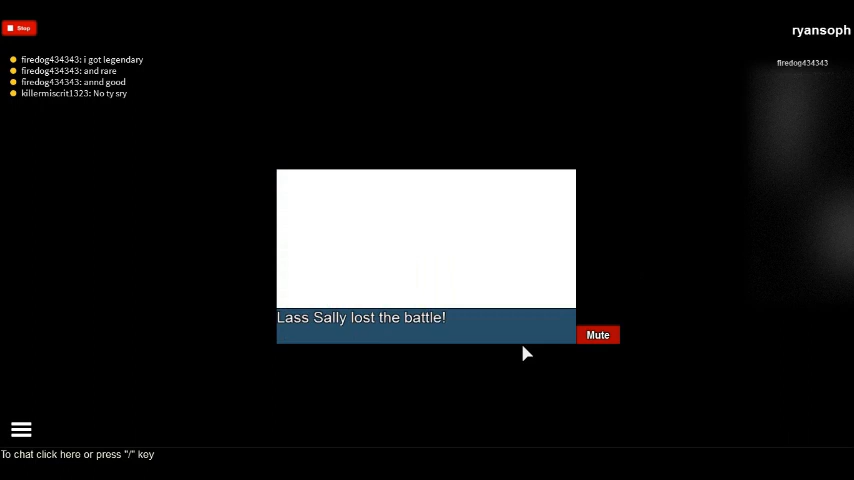 Stop
ryansoph
firedog434343
firedog434343: i got legendary
firedog434343: and rare
firedog434343: annd good
killermiscrit1323: No ty sry
Lass Sally lost the battle!
Mute
To chat click here or press "/" key